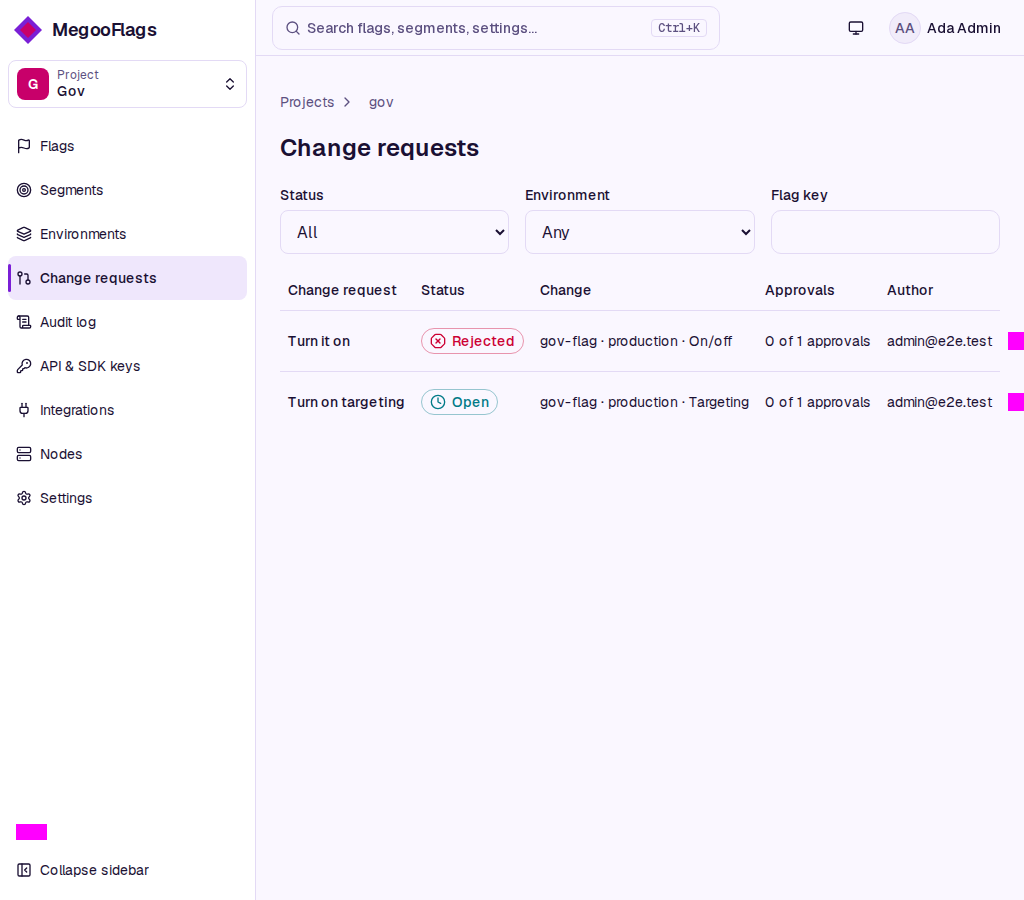 MegooFlags
Search flags, segments, settings...
Ctrl+K
AA
Ada Admin
G
Project
Gov
Flags
Segments
Environments
Change requests
Audit log
API & SDK keys
Integrations
Nodes
Settings
Collapse sidebar
Projects
gov
Change requests
Status
Environment
Flag key
All
Any
Change request Status Change Approvals Author
Turn it on Rejected gov-flag · production · On/off 0 of 1 approvals admin@e2e.test
Turn on targeting Open gov-flag · production · Targeting 0 of 1 approvals admin@e2e.test